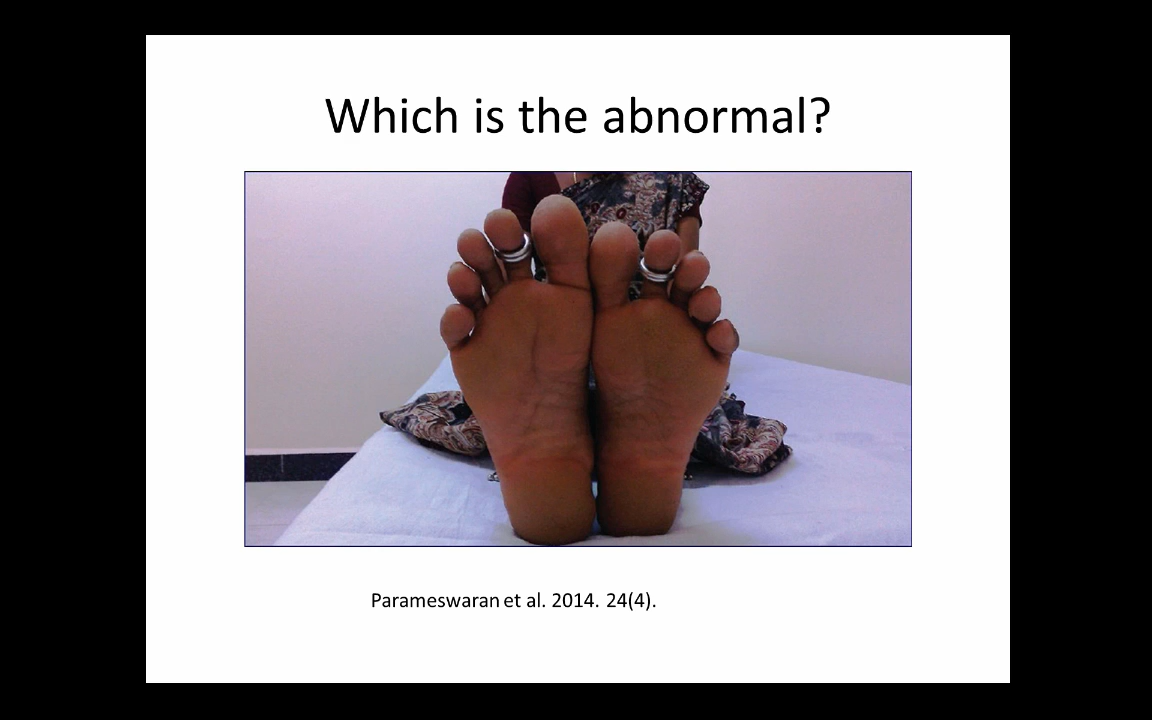 Which is the abnormal?
Parameswaran et al. 2014. 24(4).